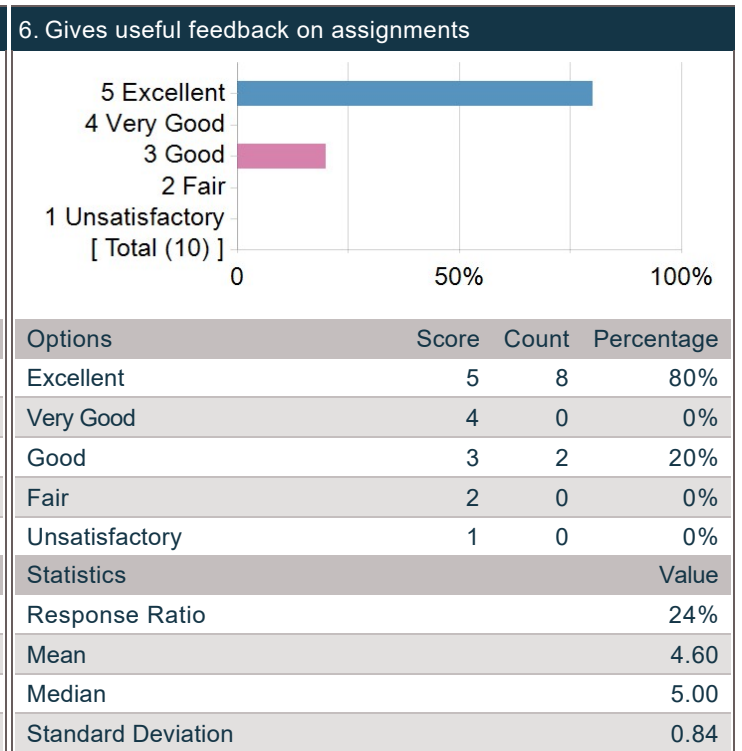 6. Gives useful feedback on assignments
5 Excellent
4 Very Good
3 Good
2 Fair
1 Unsatisfactory
[ Total (10) ]
0 50% 100%
Options Score Count Percentage
Excellent 5 8 80%
Very Good 4 0 0%
Good 3 2 20%
Fair 2 0 0%
Unsatisfactory 1 0 0%
Statistics Value
Response Ratio 24%
Mean 4.60
Median 5.00
Standard Deviation 0.84